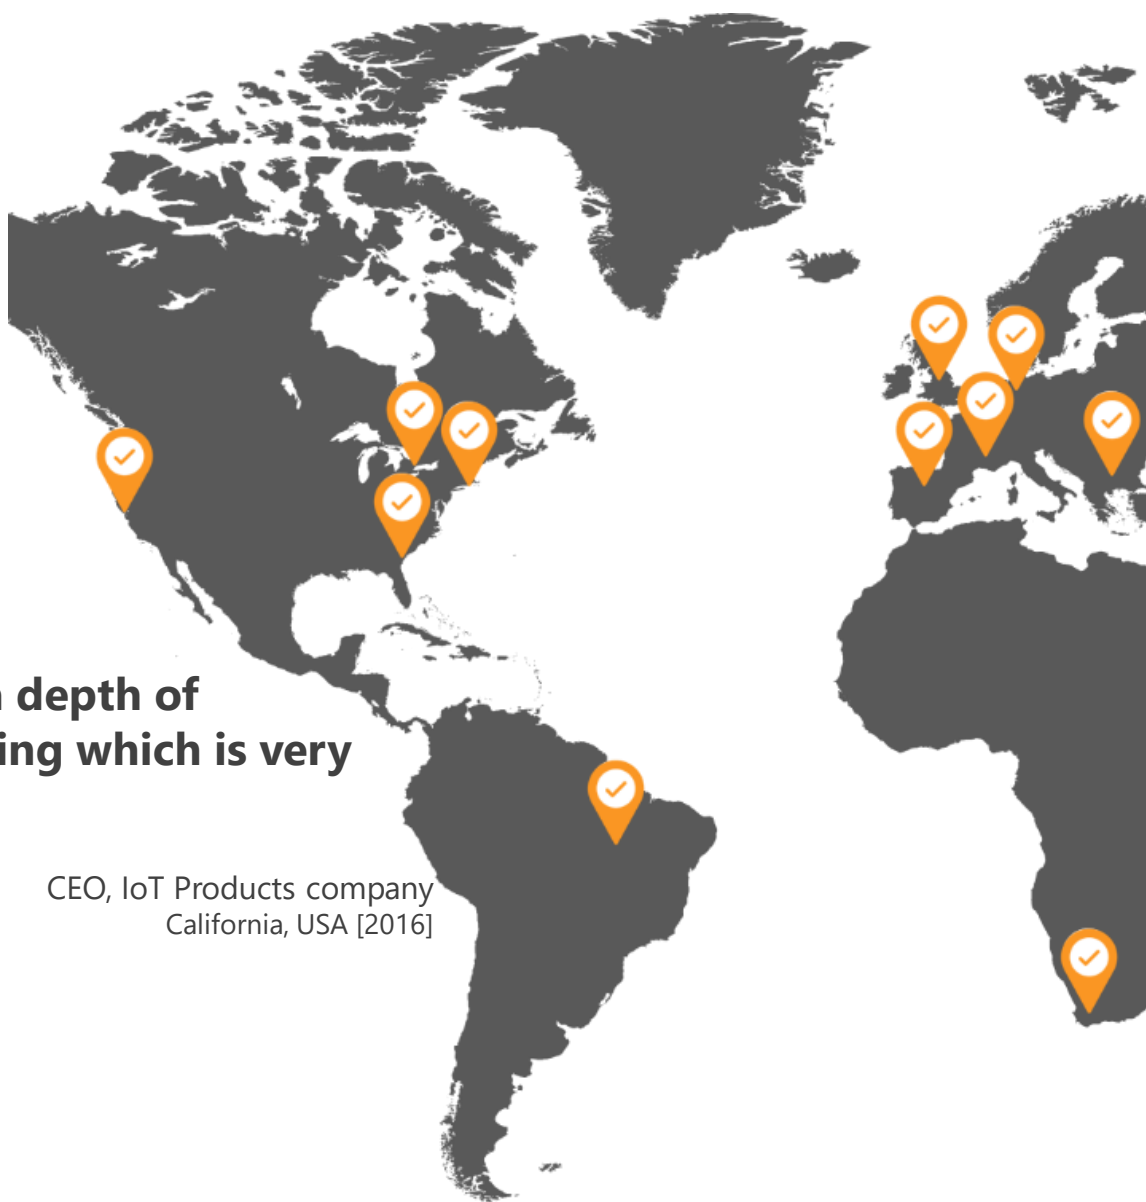 depth of
ing which is very
CEO, IoT Products company
California, USA [2016]